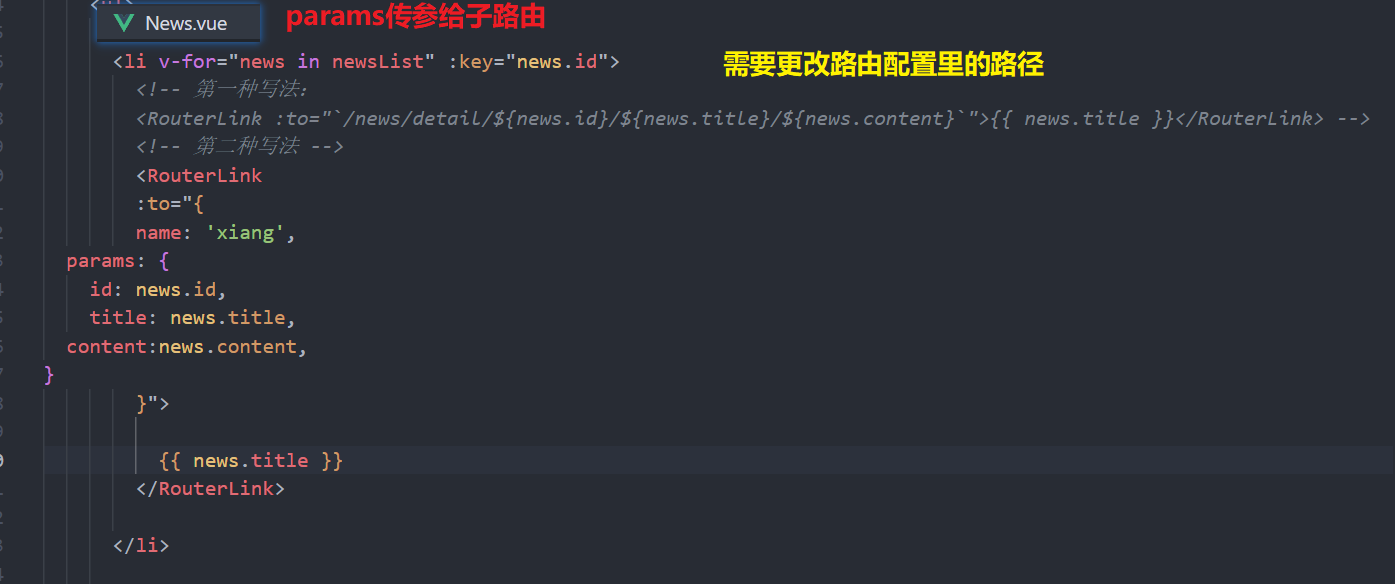 News.vue
params传参给子路由
需要更改路由配置里的路径
<li v-for="news in newsList" :key="news.id">
<!-- 第一种写法:
<RouterLink :to="`/news/detail/${news.id}/${news.title}/${news.content}`">{{ news.title }}</RouterLink> -->
<!-- 第二种写法 -->
<RouterLink
:to="{
name: 'xiang',
params: {
id: news.id,
title: news.title,
content:news.content,
}
}">
{{ news.title }}
</RouterLink>
</li>